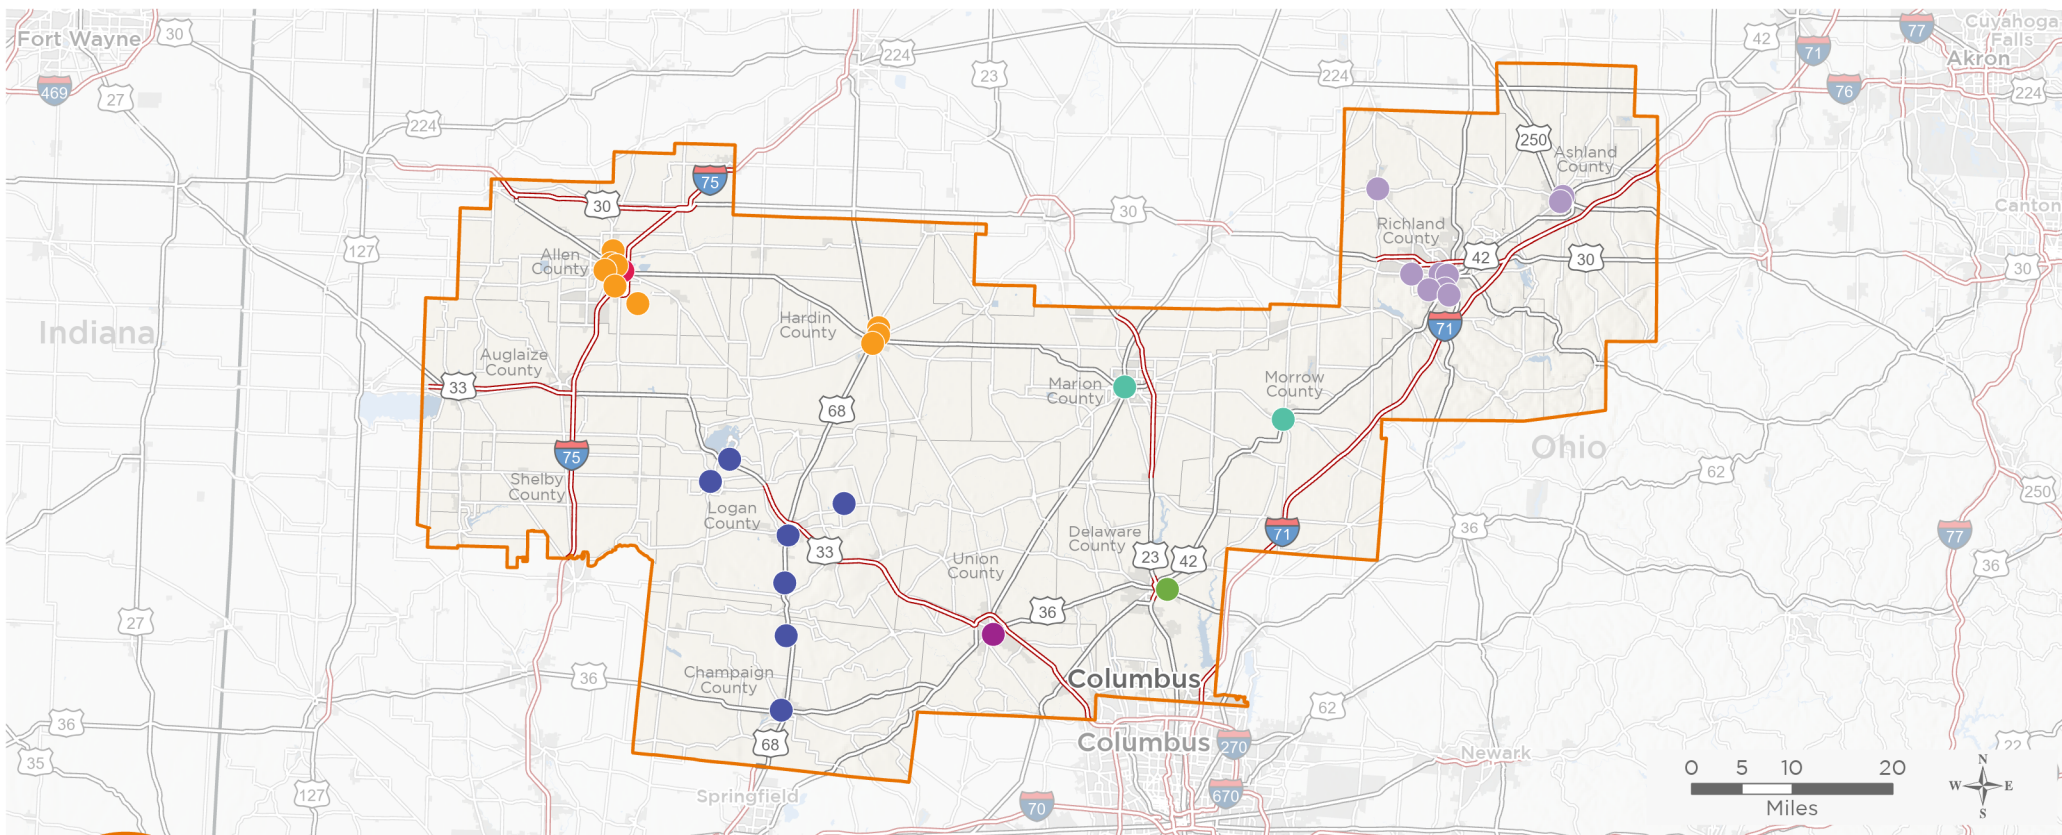 Fort Wayne
30
469
27
224
224
23
224
42
71
77
Cuyahoga
Falls
Akron
76
224
250
Ashland
County
75
30
30
Canton
127
Allen
County
Richland
County
42
30
30
Indiana
Hardin
County
71
Auglaize
County
33
Marion
County
Morrow
County
68
Ohio
75
62
Shelby
County
250
Logan
County
71
36
77
33
Delaware
County
23
42
Union
County
36
36
27
Champaign
County
36
Columbus
62
36
68
Columbus
270
Newark
22
35
127
Springfield
70
670
0 5 10 20
Miles
N
W E
S